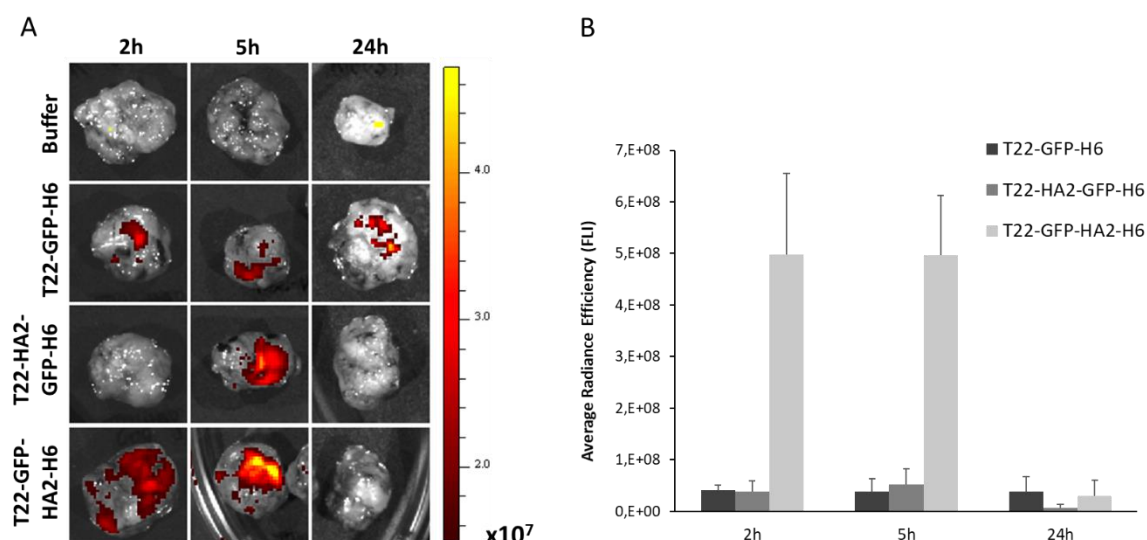 A
2h 5h 24h
Buffer
T22-GFP-H6
T22-HA2-
GFP-H6
T22-GFP-
HA2-H6
4.0
3.0
2.0
x10⁷
B
Average Radiance Efficiency (FLI)
7,E+08
6,E+08
5,E+08
4,E+08
3,E+08
2,E+08
1,E+08
0,E+00
2h 5h 24h
T22-GFP-H6
T22-HA2-GFP-H6
T22-GFP-HA2-H6